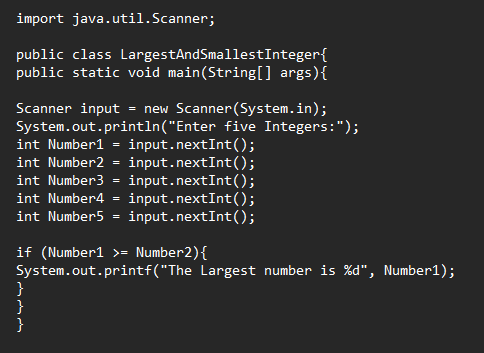 import java.util.Scanner;
public class LargestAndSmallestInteger{
public static void main(String[] args){
Scanner input = new Scanner(System.in);
System.out.println("Enter five Integers:");
int Number1 = input.nextInt();
int Number2 = input.nextInt();
int Number3 = input.nextInt();
int Number4 = input.nextInt();
int Number5 = input.nextInt();
if (Number1 >= Number2){
System.out.printf("The Largest number is %d", Number1);
}
}
}